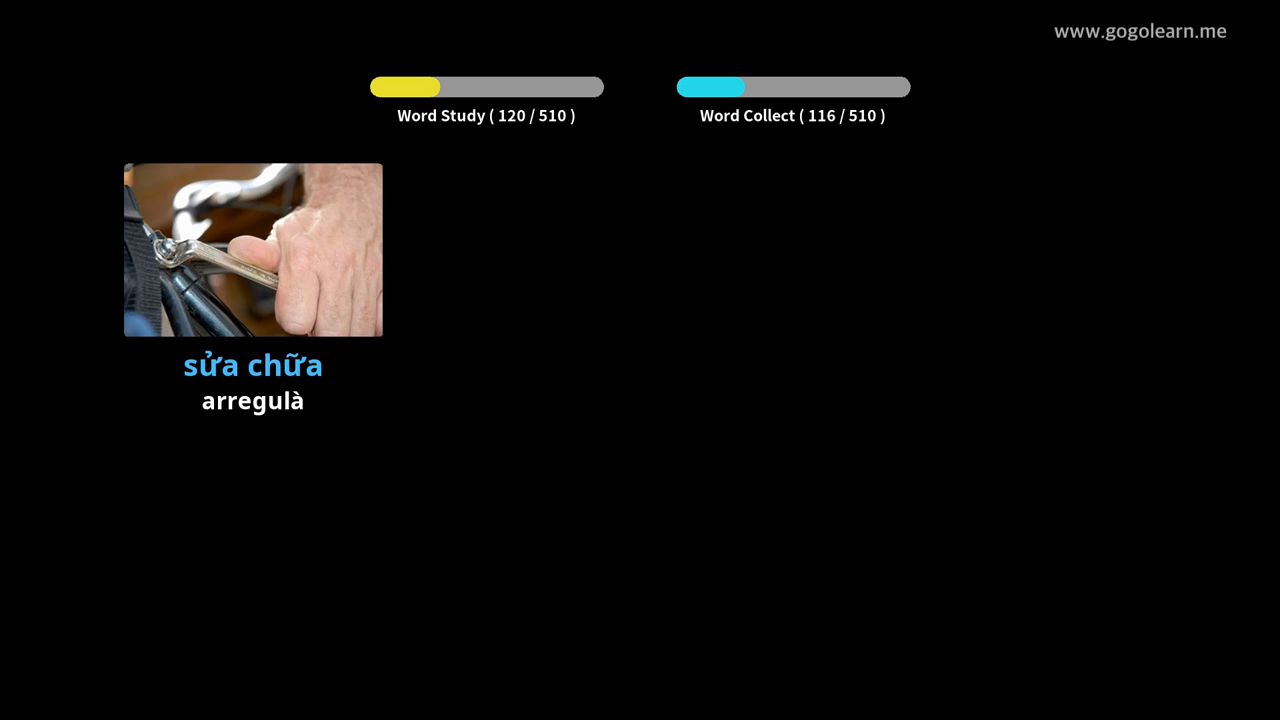 www.gogolearn.me
Word Study ( 120 / 510 )
Word Collect ( 116 / 510 )
sửa chữa
arregulà